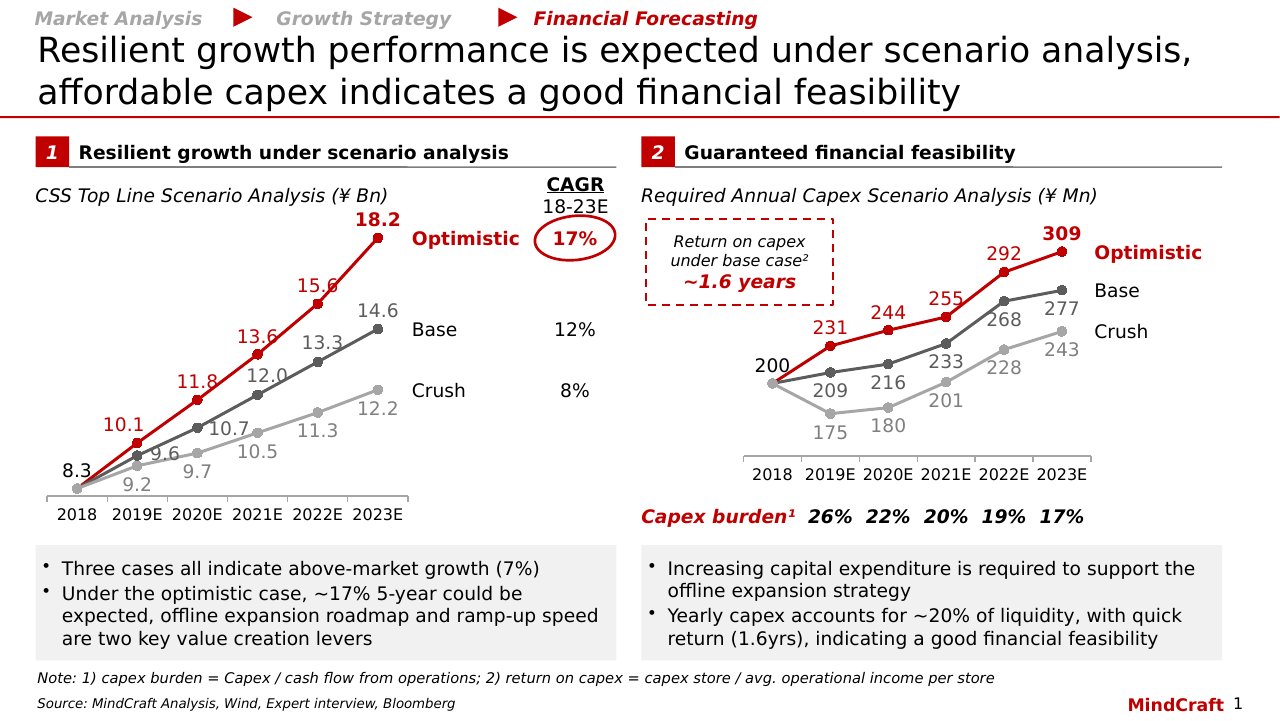 Market Analysis Growth Strategy Financial Forecasting
Resilient growth performance is expected under scenario analysis,
affordable capex indicates a good financial feasibility
1 Resilient growth under scenario analysis
CSS Top Line Scenario Analysis (¥ Bn)
CAGR
18-23E
18.2
Optimistic 17%
15.6
14.6
Base 12%
13.6
13.3
11.8
12.0
Crush 8%
12.2
10.1
10.7
11.3
9.6
10.5
8.3
9.7
9.2
2018 2019E 2020E 2021E 2022E 2023E
Three cases all indicate above-market growth (7%)
Under the optimistic case, ~17% 5-year could be
expected, offline expansion roadmap and ramp-up speed
are two key value creation levers
2 Guaranteed financial feasibility
Required Annual Capex Scenario Analysis (¥ Mn)
Return on capex
under base case²
~1.6 years
309
292
Optimistic
255
244
231
Base
277
268
Crush
243
200
233
228
216
209
201
180
175
2018 2019E 2020E 2021E 2022E 2023E
Capex burden¹ 26% 22% 20% 19% 17%
Increasing capital expenditure is required to support the
offline expansion strategy
Yearly capex accounts for ~20% of liquidity, with quick
return (1.6yrs), indicating a good financial feasibility
Note: 1) capex burden = Capex / cash flow from operations; 2) return on capex = capex store / avg. operational income per store
Source: MindCraft Analysis, Wind, Expert interview, Bloomberg
MindCraft 1